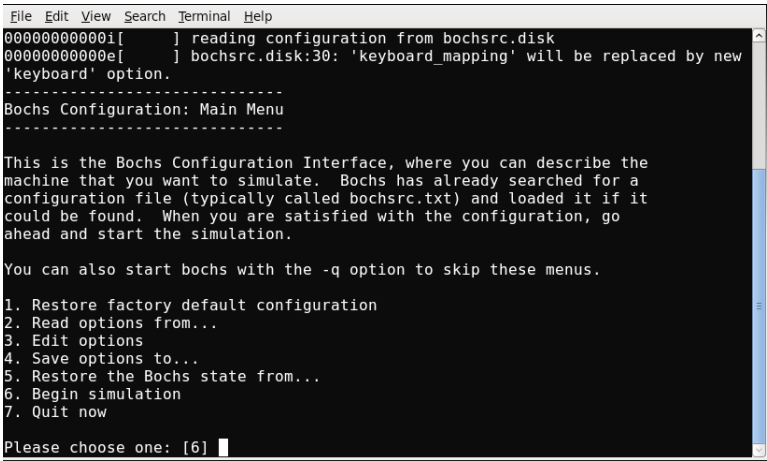 File Edit View Search Terminal Help
00000000000i[     ] reading configuration from bochsrc.disk
00000000000e[     ] bochsrc.disk:30: 'keyboard_mapping' will be replaced by new
'keyboard' option.
------------------------------
Bochs Configuration: Main Menu
------------------------------
This is the Bochs Configuration Interface, where you can describe the
machine that you want to simulate.  Bochs has already searched for a
configuration file (typically called bochsrc.txt) and loaded it if it
could be found.  When you are satisfied with the configuration, go
ahead and start the simulation.
You can also start bochs with the -q option to skip these menus.
1. Restore factory default configuration
2. Read options from...
3. Edit options
4. Save options to...
5. Restore the Bochs state from...
6. Begin simulation
7. Quit now
Please choose one: [6]